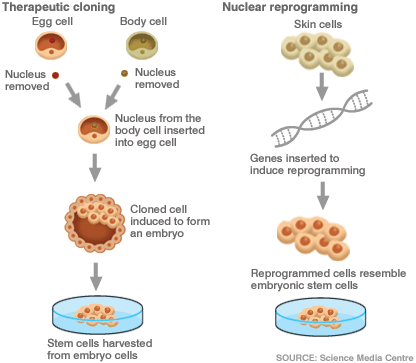 Therapeutic cloning
Egg cell
Body cell
Nucleus
removed
Nucleus
removed
Nucleus from the
body cell inserted
into egg cell
Cloned cell
induced to form
an embryo
Stem cells harvested
from embryo cells
Nuclear reprogramming
Skin cells
Genes inserted to
induce reprogramming
Reprogrammed cells resemble
embryonic stem cells
SOURCE: Science Media Centre